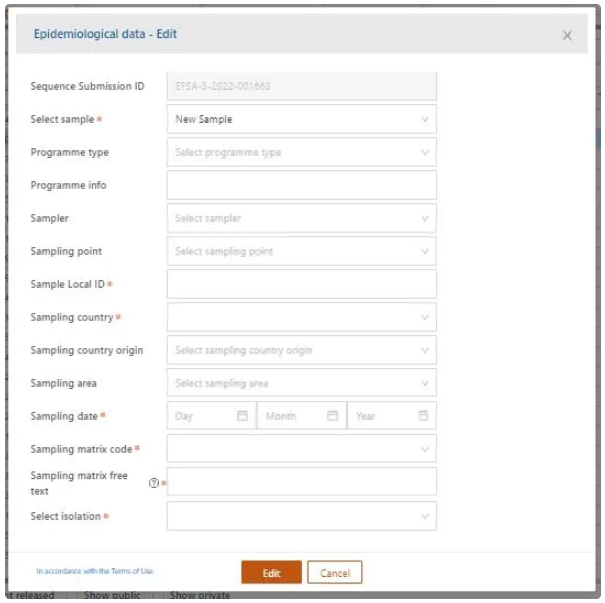 Epidemiological data - Edit
Sequence Submission ID
EFSA-S-2022-001663
Select sample *
New Sample
Programme type
Select programme type
Programme info
Sampler
Select sampler
Sampling point
Select sampling point
Sample Local ID *
Sampling country *
Sampling country origin
Select sampling country origin
Sampling area
Select sampling area
Sampling date *
Day
Month
Year
Sampling matrix code *
Sampling matrix free
text
? *
Select isolation *
In accordance with the Terms of Use
Edit
Cancel
t released
Show public
Show private